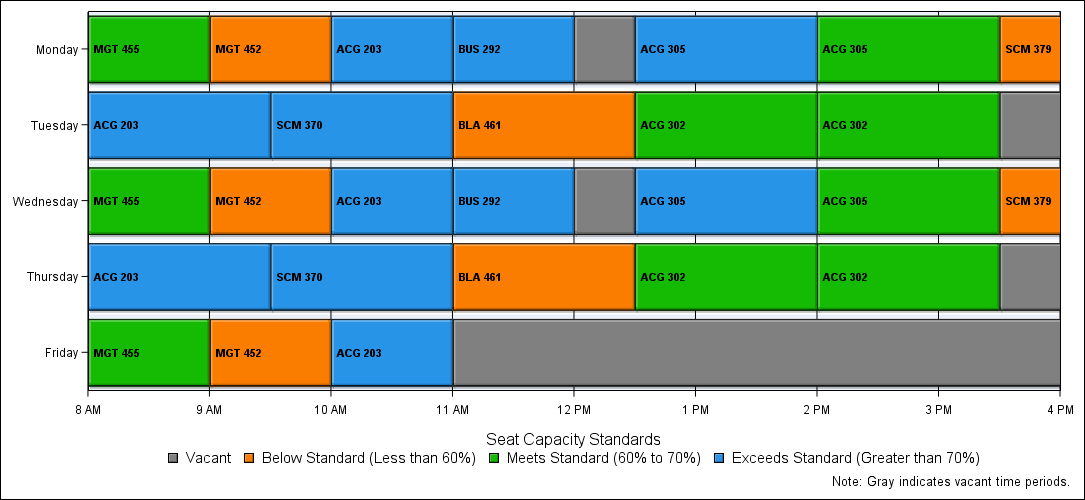 Monday MGT 455 MGT 452 ACG 203 BUS 292 ACG 305 ACG 305 SCM 379
Tuesday ACG 203 SCM 370 BLA 461 ACG 302 ACG 302
Wednesday MGT 455 MGT 452 ACG 203 BUS 292 ACG 305 ACG 305 SCM 379
Thursday ACG 203 SCM 370 BLA 461 ACG 302 ACG 302
Friday MGT 455 MGT 452 ACG 203
8 AM 9 AM 10 AM 11 AM 12 PM 1 PM 2 PM 3 PM 4 PM
Seat Capacity Standards
Vacant Below Standard (Less than 60%) Meets Standard (60% to 70%) Exceeds Standard (Greater than 70%)
Note: Gray indicates vacant time periods.